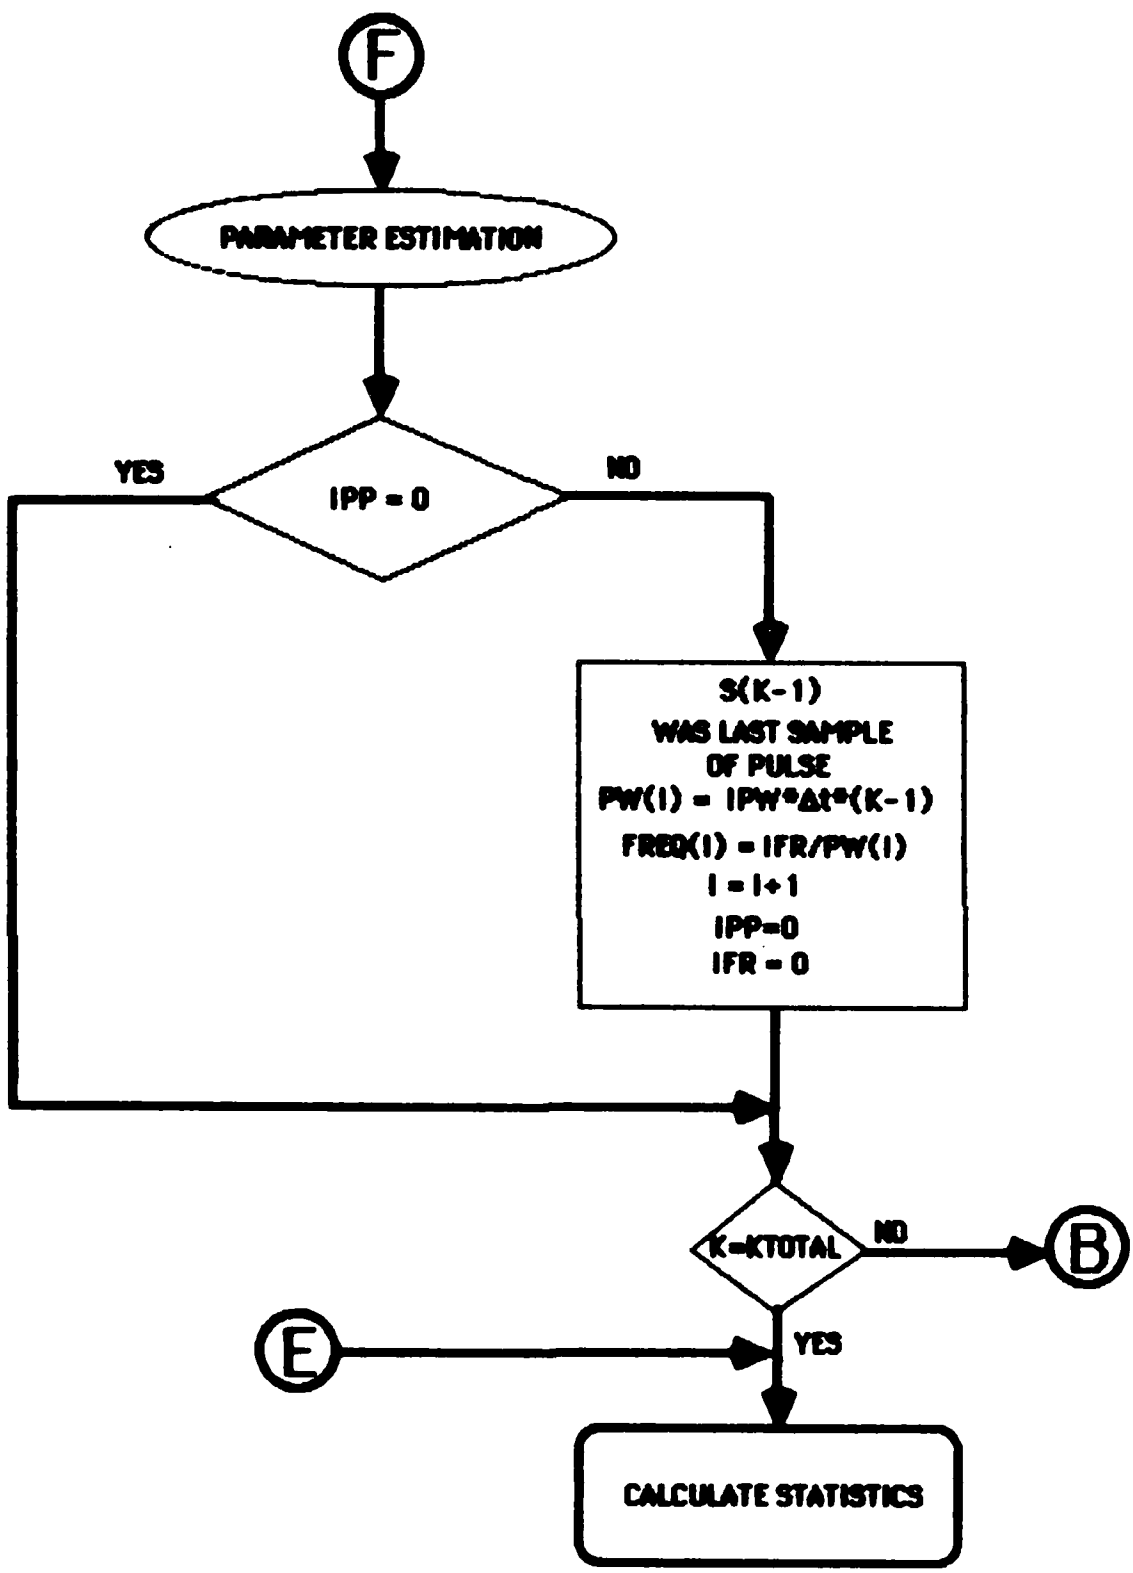 F
PARAMETER ESTIMATION
YES
NO
IPP = 0
S(K-1)
WAS LAST SAMPLE
OF PULSE
PW(I) = IPW*Δt*(K-1)
FREQ(I) = IFR/PW(I)
I = I+1
IPP=0
IFR = 0
K=KTOTAL
NO
B
E
YES
CALCULATE STATISTICS